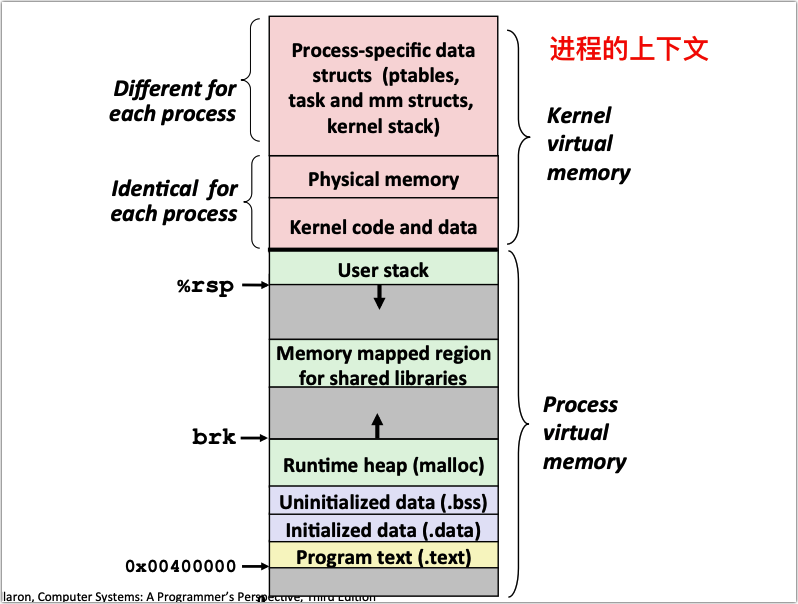 进程的上下文
Process-specific data
structs (ptables,
task and mm structs,
kernel stack)
Different for
each process
Kernel
virtual
memory
Physical memory
Identical for
each process
Kernel code and data
User stack
%rsp
Memory mapped region
for shared libraries
Process
virtual
memory
brk
Runtime heap (malloc)
Uninitialized data (.bss)
Initialized data (.data)
Program text (.text)
0x00400000
laron, Computer Systems: A Programmer's Perspective, Third Edition